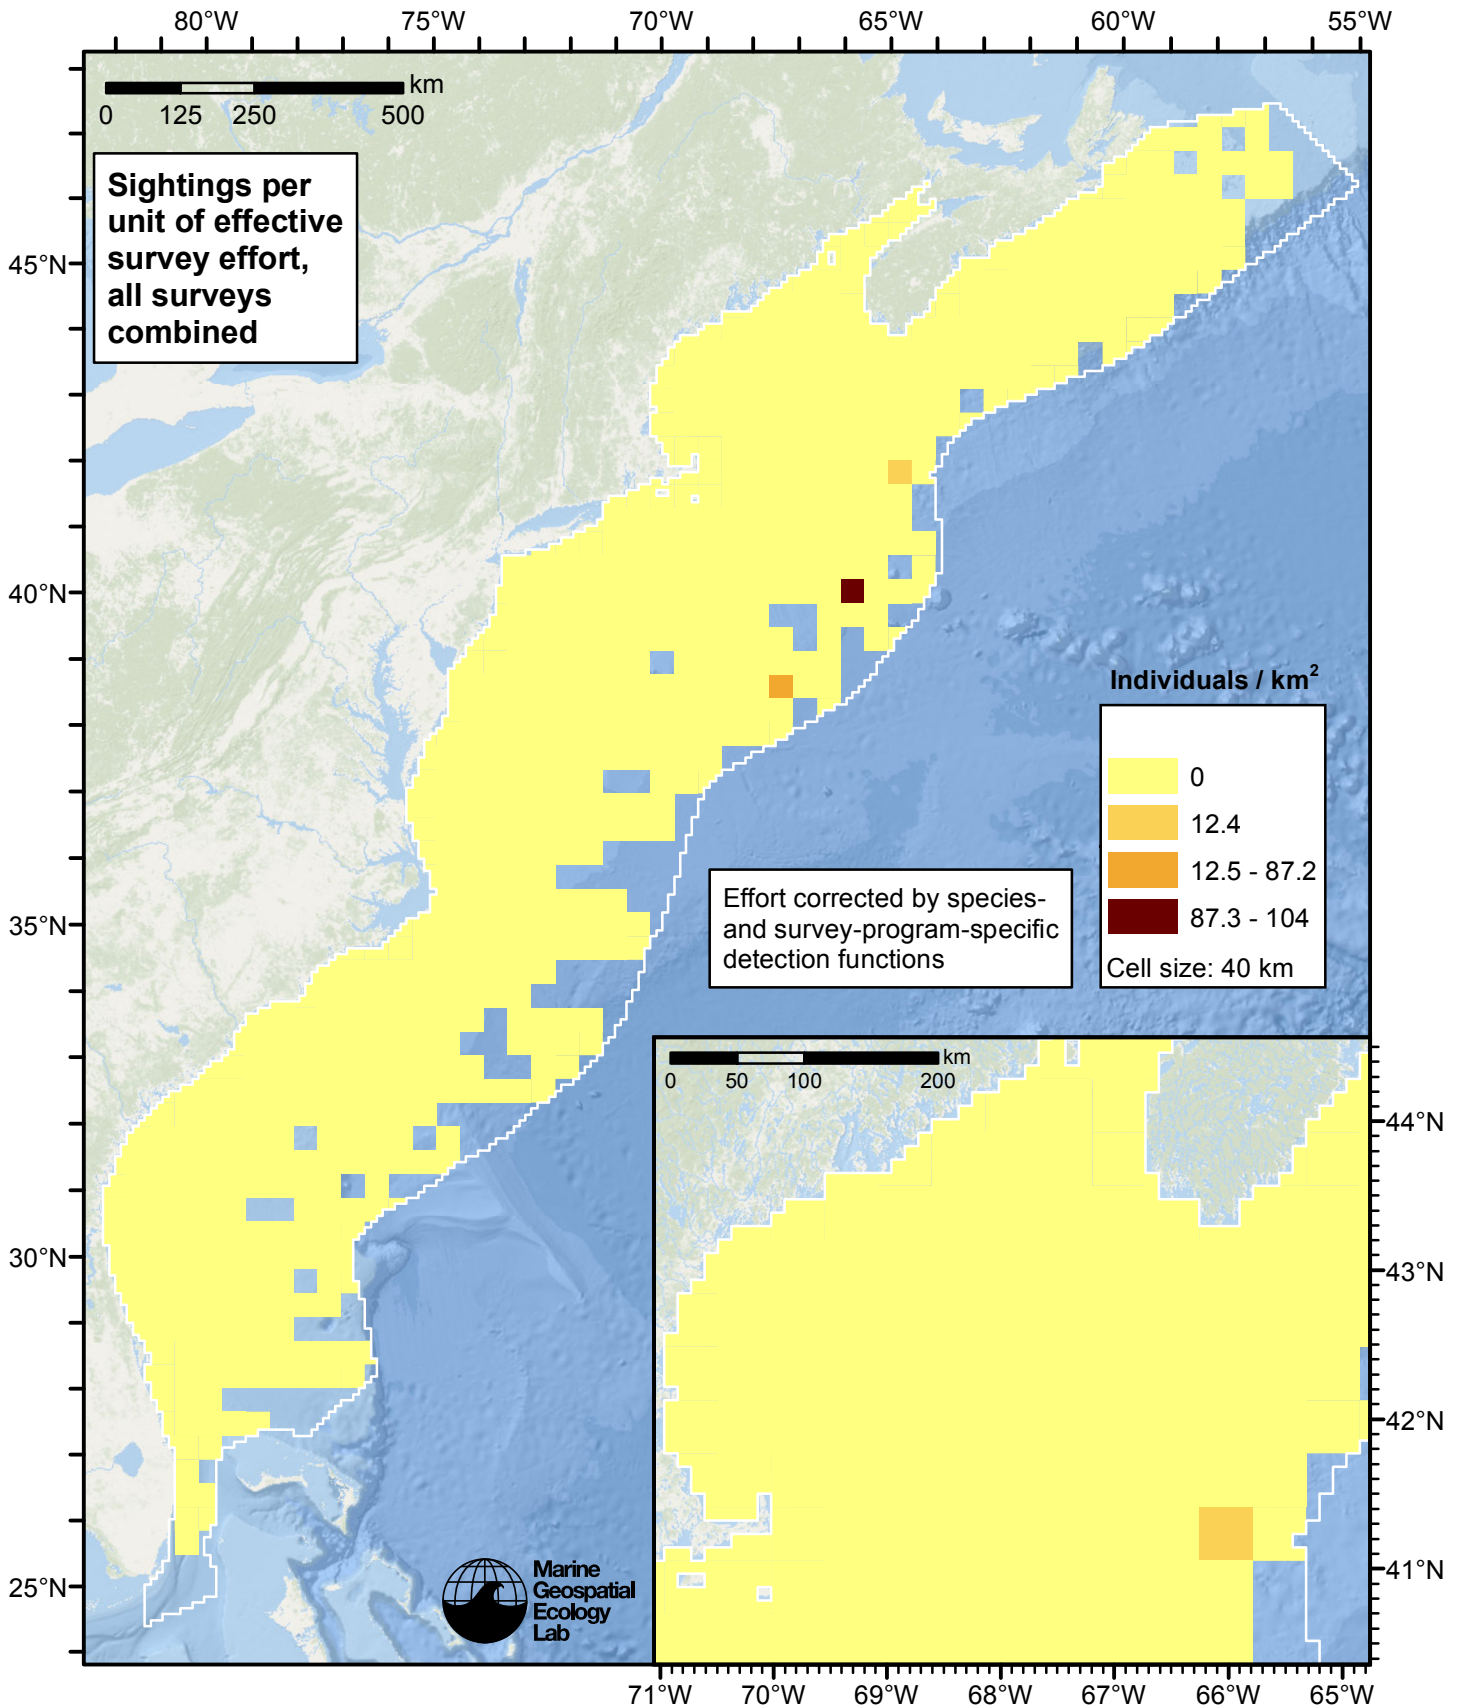 80°W 75°W 70°W 65°W 60°W 55°W
km
0 125 250 500
Sightings per
unit of effective
survey effort,
all surveys
combined
45°N
40°N
35°N
30°N
25°N
Individuals / km²
0
12.4
12.5 - 87.2
87.3 - 104
Cell size: 40 km
Effort corrected by species-
and survey-program-specific
detection functions
km
0 50 100 200
44°N
43°N
42°N
41°N
Marine
Geospatial
Ecology
Lab
71°W 70°W 69°W 68°W 67°W 66°W 65°W